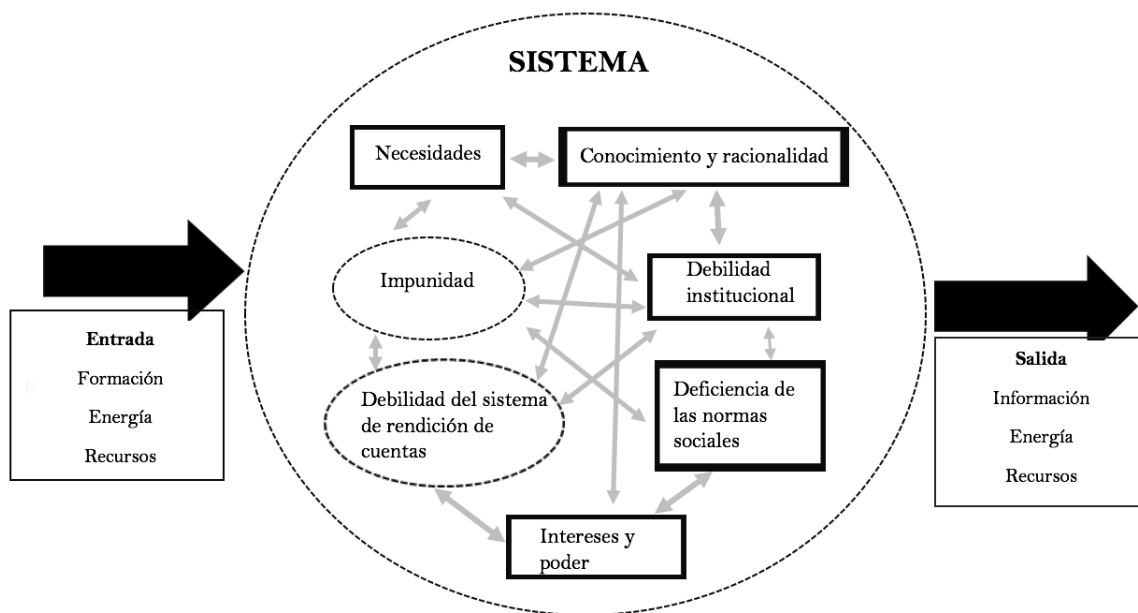 SISTEMA
Necesidades
Conocimiento y racionalidad
Impunidad
Debilidad
institucional
Entrada
Formación
Energía
Recursos
Debilidad del sistema
de rendición de
cuentas
Deficiencia de
las normas
sociales
Salida
Información
Energía
Recursos
Intereses y
poder